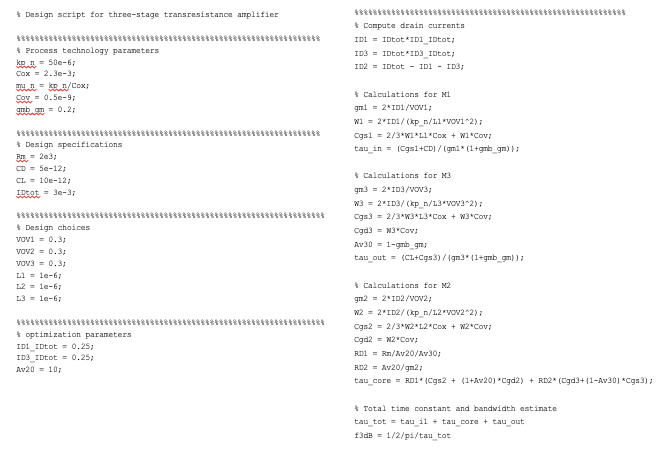 % Design script for three-stage transresistance amplifier
%%%%%%%%%%%%%%%%%%%%%%%%%%%%%%%%%%%%%%%%%%%%%%%%%%%%%%%%%%%%%%%%%%
% Process technology parameters
kp_n = 50e-6;
Cox = 2.3e-3;
mu_n = kp_n/Cox;
Cov = 0.5e-9;
gmb_gm = 0.2;
%%%%%%%%%%%%%%%%%%%%%%%%%%%%%%%%%%%%%%%%%%%%%%%%%%%%%%%%%%%%%%%%%%
% Design specifications
Rm = 2e3;
CD = 5e-12;
CL = 10e-12;
IDtot = 3e-3;
%%%%%%%%%%%%%%%%%%%%%%%%%%%%%%%%%%%%%%%%%%%%%%%%%%%%%%%%%%%%%%%%%%%
% Design choices
VOV1 = 0.3;
VOV2 = 0.3;
VOV3 = 0.3;
L1 = 1e-6;
L2 = 1e-6;
L3 = 1e-6;
%%%%%%%%%%%%%%%%%%%%%%%%%%%%%%%%%%%%%%%%%%%%%%%%%%%%%%%%%%%%%%%%%%%
% optimization parameters
ID1_IDtot = 0.25;
ID3_IDtot = 0.25;
Av20 = 10;
%%%%%%%%%%%%%%%%%%%%%%%%%%%%%%%%%%%%%%%%%%%%%%%%%%%%%%%%%%%
% Compute drain currents
ID1 = IDtot*ID1_IDtot;
ID3 = IDtot*ID3_IDtot;
ID2 = IDtot - ID1 - ID3;
% Calculations for M1
gm1 = 2*ID1/VOV1;
W1 = 2*ID1/(kp_n/L1*VOV1^2);
Cgs1 = 2/3*W1*L1*Cox + W1*Cov;
tau_in = (Cgs1+CD)/(gm1*(1+gmb_gm));
% Calculations for M3
gm3 = 2*ID3/VOV3;
W3 = 2*ID3/(kp_n/L3*VOV3^2);
Cgs3 = 2/3*W3*L3*Cox + W3*Cov;
Cgd3 = W3*Cov;
Av30 = 1-gmb_gm;
tau_out = (CL+Cgs3)/(gm3*(1+gmb_gm));
% Calculations for M2
gm2 = 2*ID2/VOV2;
W2 = 2*ID2/(kp_n/L2*VOV2^2);
Cgs2 = 2/3*W2*L2*Cox + W2*Cov;
Cgd2 = W2*Cov;
RD1 = Rm/Av20/Av30;
RD2 = Av20/gm2;
tau_core = RD1*(Cgs2 + (1+Av20)*Cgd2) + RD2*(Cgd3+(1-Av30)*Cgs3);
% Total time constant and bandwidth estimate
tau_tot = tau_i1 + tau_core + tau_out
f3dB = 1/2/pi/tau_tot